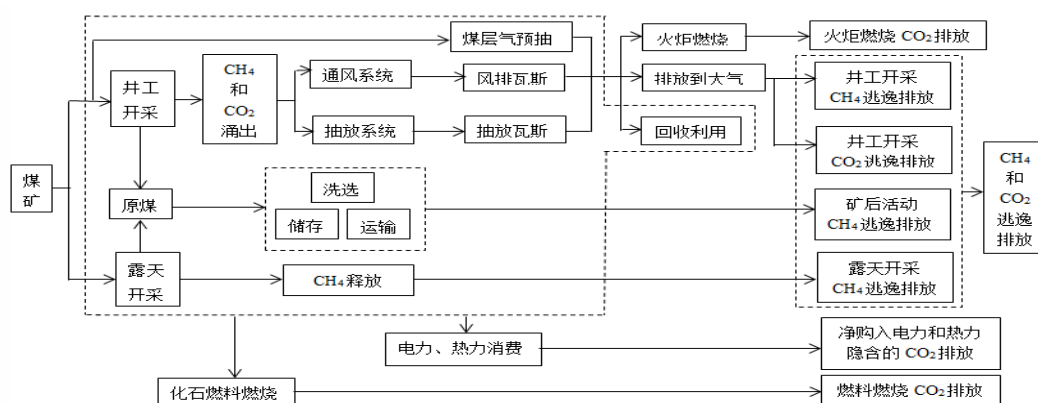 煤层气预抽
火炬燃烧
火炬燃烧 CO2 排放
井工
开采
CH4
和
CO2
涌出
通风系统
风排瓦斯
排放到大气
井工开采
CH4 逃逸排放
抽放系统
抽放瓦斯
回收利用
井工开采
CO2 逃逸排放
煤
矿
原煤
洗选
储存
运输
矿后活动
CH4 逃逸排放
CH4
和
CO2
逃逸
排放
露天
开采
CH4 释放
露天开采
CH4 逃逸排放
电力、热力消费
净购入电力和热力
隐含的 CO2 排放
化石燃料燃烧
燃料燃烧 CO2 排放